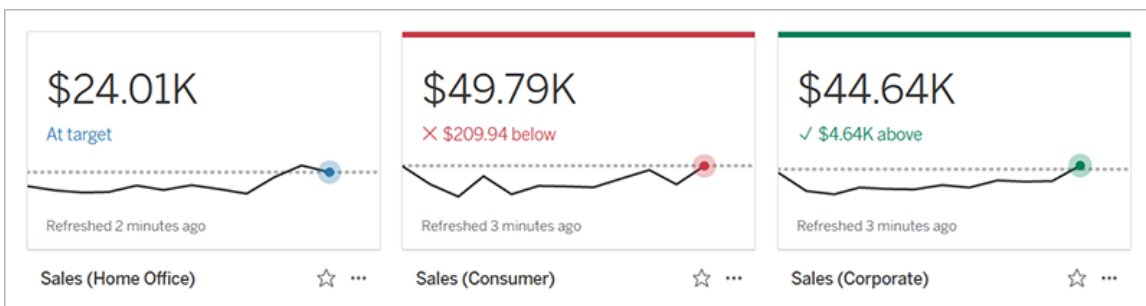 $24.01K
At target
Refreshed 2 minutes ago
Sales (Home Office)
$49.79K
$209.94 below
Refreshed 3 minutes ago
Sales (Consumer)
$44.64K
$4.64K above
Refreshed 3 minutes ago
Sales (Corporate)